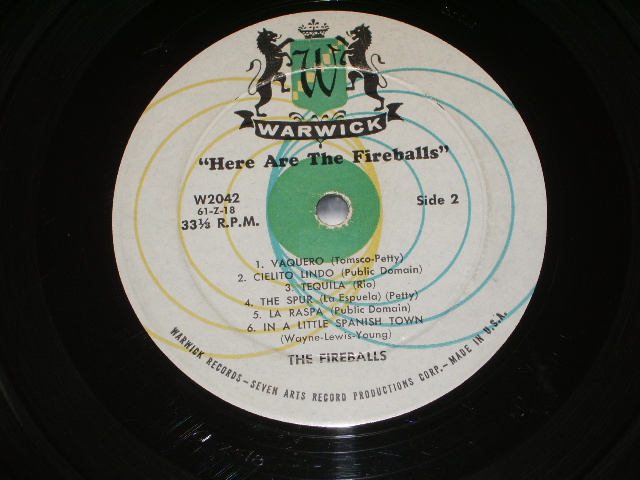 W
WARWICK
"Here Are The Fireballs"
W2042
61-Z-18
33⅓ R.P.M.
Side 2
1. VAQUERO (Tomsco-Petty)
2. CIELITO LINDO (Public Domain)
3. TEQUILA (Rio)
4. THE SPUR (La Espuela) (Petty)
5. LA RASPA (Public Domain)
6. IN A LITTLE SPANISH TOWN
(Wayne-Lewis-Young)
THE FIREBALLS
WARWICK RECORDS—SEVEN ARTS RECORD PRODUCTIONS CORP.—MADE IN U.S.A.